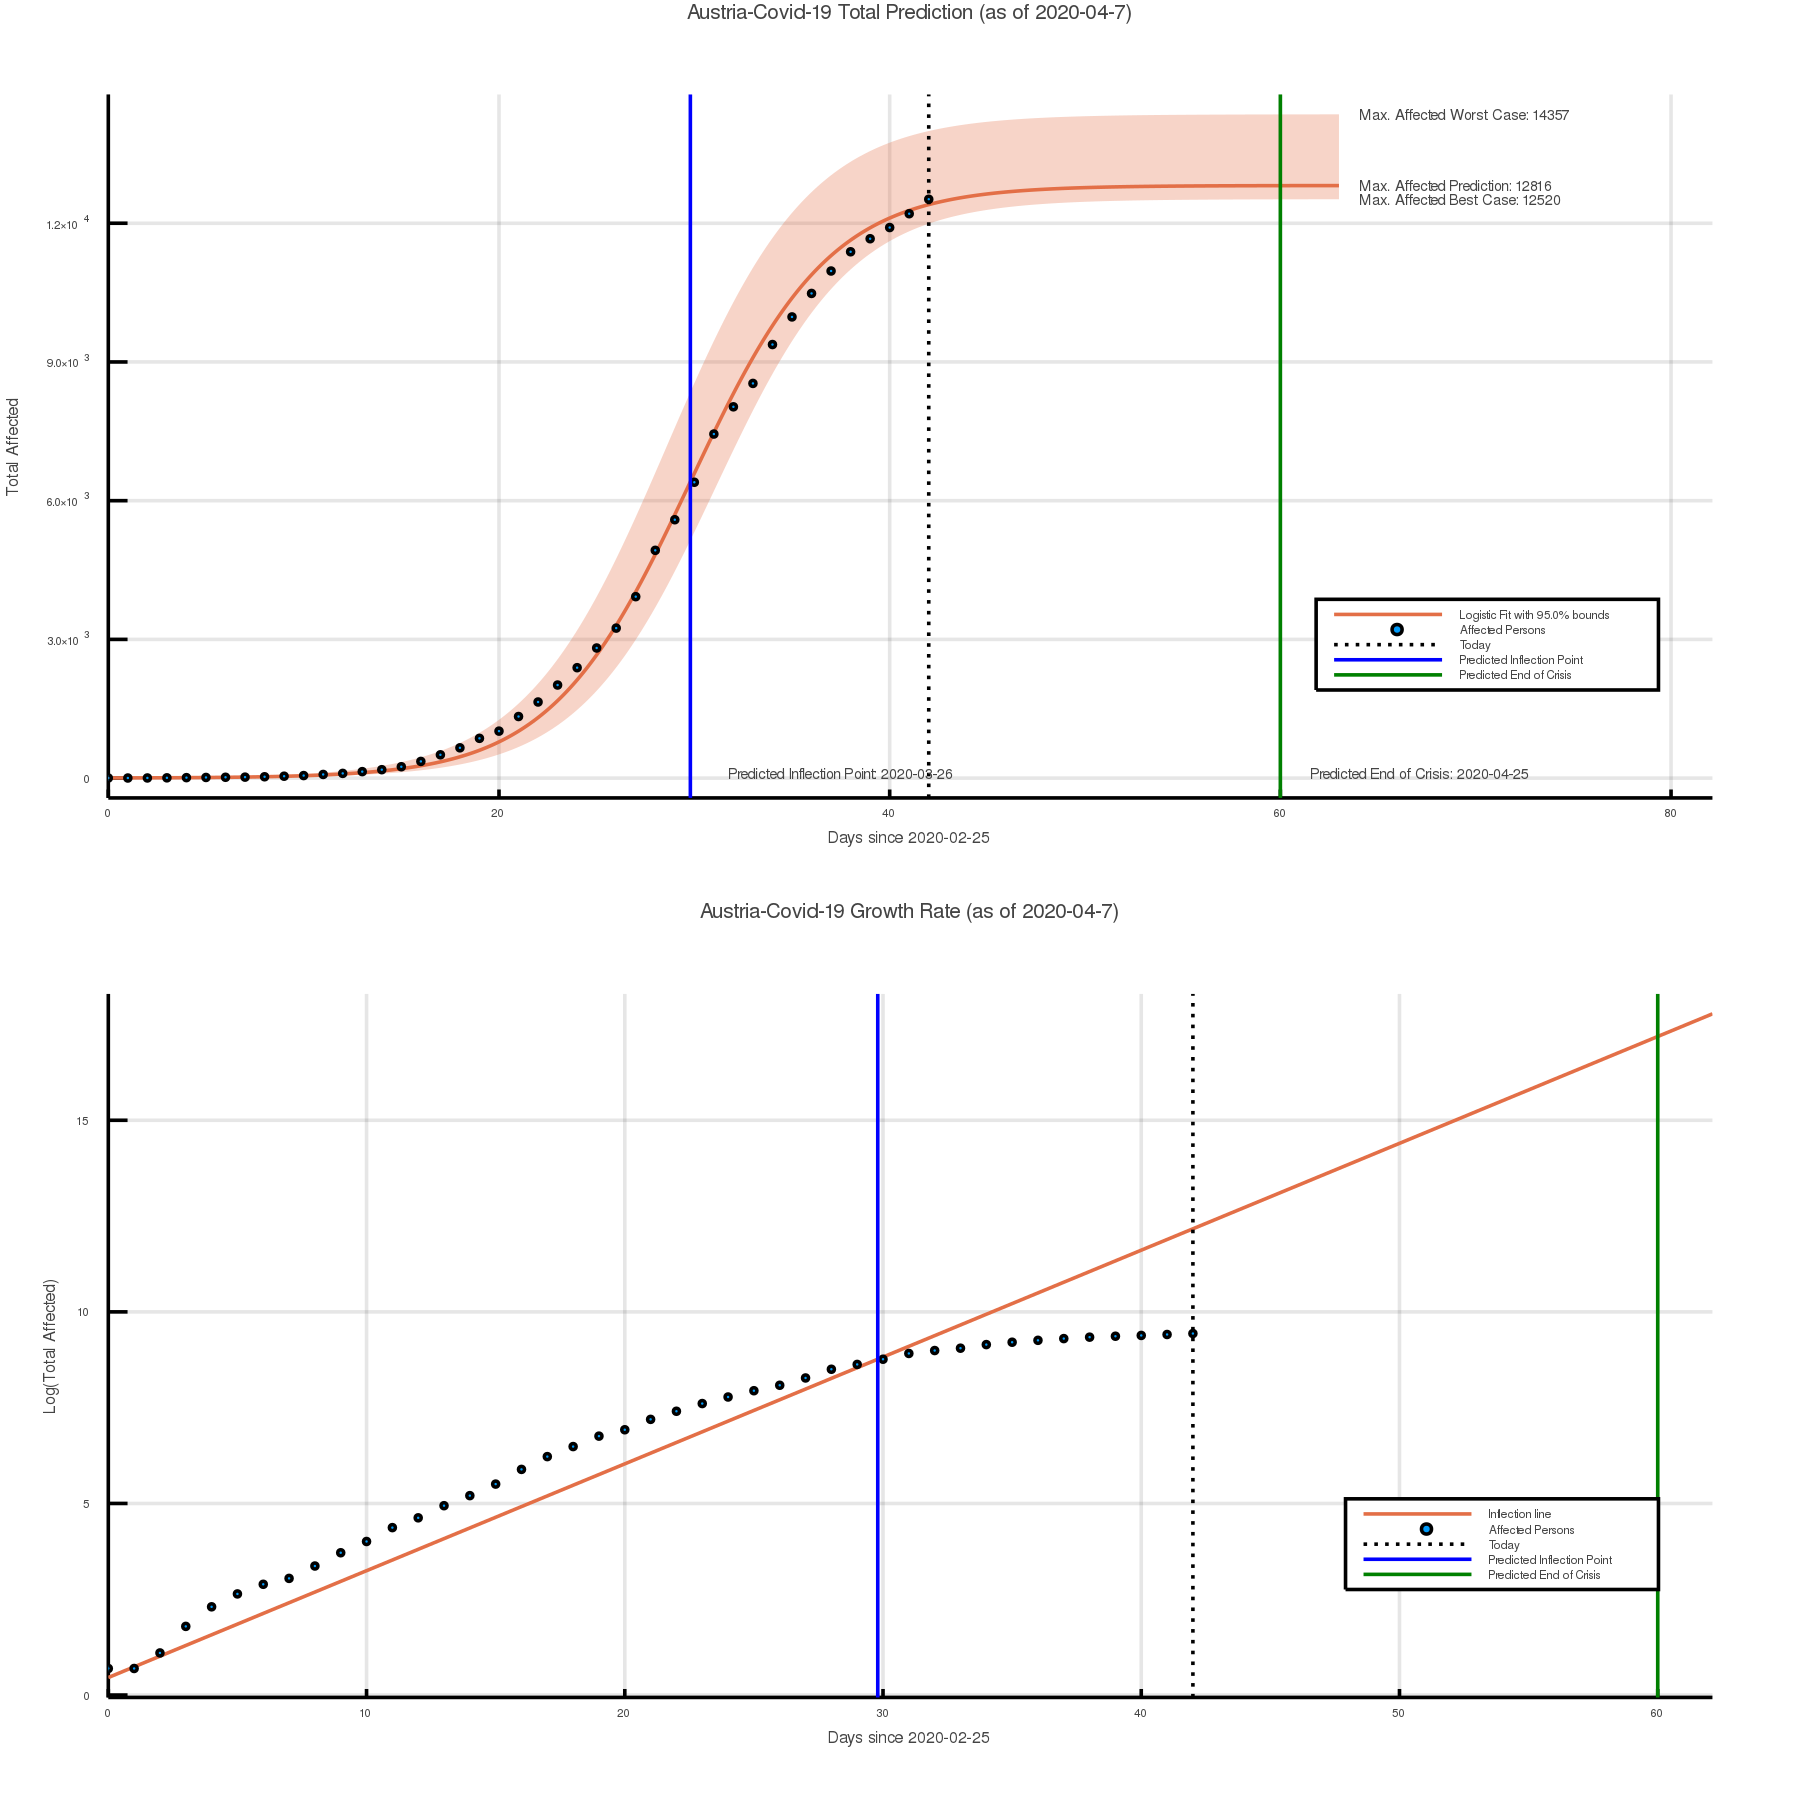 Austria-Covid-19 Total Prediction (as of 2020-04-7)
Max. Affected Worst Case: 14357
Max. Affected Prediction: 12816
Max. Affected Best Case: 12520
1.2×10 4
9.0×10 3
6.0×10 3
3.0×10 3
0
Total Affected
Logistic Fit with 95.0% bounds
Affected Persons
Today
Predicted Inflection Point
Predicted End of Crisis
Predicted Inflection Point: 2020-03-26
Predicted End of Crisis: 2020-04-25
0 20 40 60 80
Days since 2020-02-25
Austria-Covid-19 Growth Rate (as of 2020-04-7)
15
10
5
0
Log(Total Affected)
Inflection line
Affected Persons
Today
Predicted Inflection Point
Predicted End of Crisis
0 10 20 30 40 50 60
Days since 2020-02-25